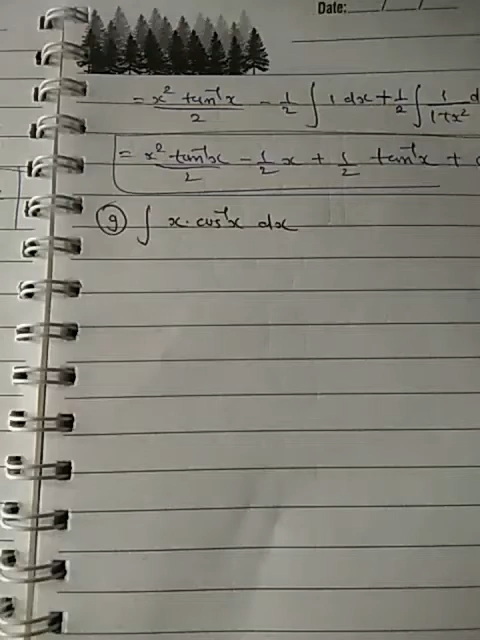 Date: / /
= x² tan⁻¹x / 2 - 1/2 ∫ 1 dx + 1/2 ∫ 1/(1+x²) d
= x² tan⁻¹x / 2 - 1/2 x + 1/2 tan⁻¹x +
⑨ ∫ x · cos⁻¹x dx